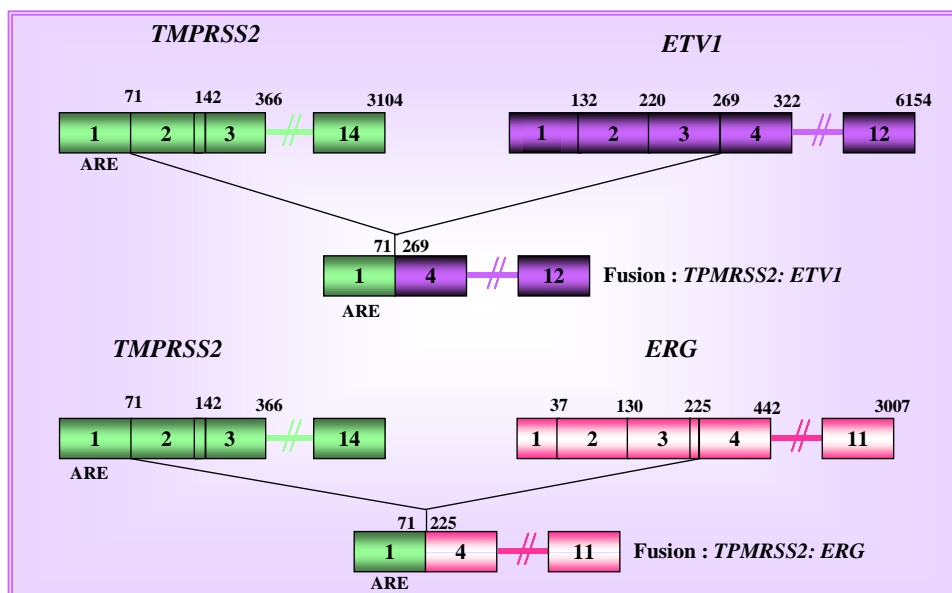 TMPRSS2 ETV1
71 142 366 3104 132 220 269 322 6154
1 2 3 14 1 2 3 4 12
ARE
71 269
1 4 12 Fusion : TPMRSS2: ETV1
ARE
TMPRSS2 ERG
71 142 366 37 130 225 442 3007
1 2 3 14 1 2 3 4 11
ARE
71 225
1 4 11 Fusion : TPMRSS2: ERG
ARE